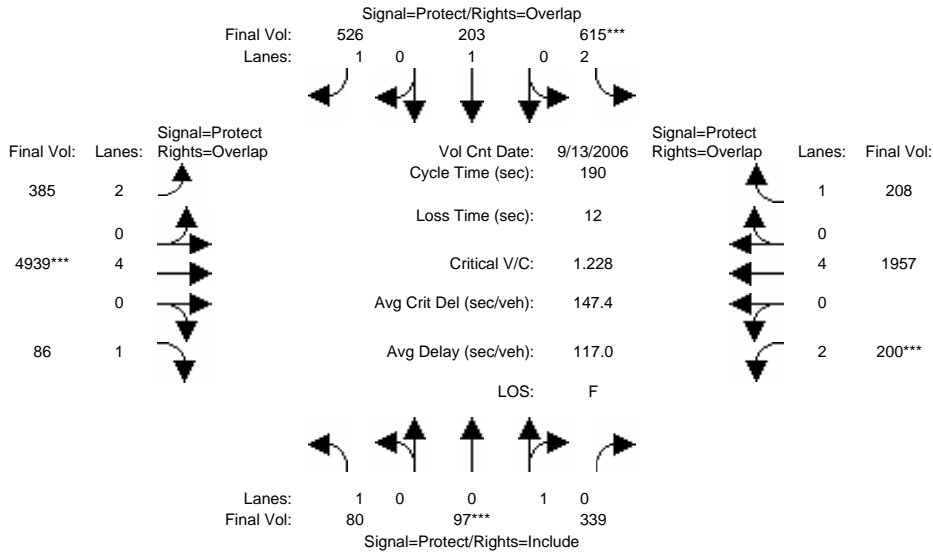 Signal=Protect/Rights=Overlap
Final Vol: 526 203 615***
Lanes: 1 0 1 0 2
Signal=Protect
Final Vol: Lanes: Rights=Overlap
385 2
0
4939*** 4
0
86 1
Vol Cnt Date: 9/13/2006
Cycle Time (sec): 190
Loss Time (sec): 12
Critical V/C: 1.228
Avg Crit Del (sec/veh): 147.4
Avg Delay (sec/veh): 117.0
LOS: F
Signal=Protect
Rights=Overlap Lanes: Final Vol:
1 208
0
4 1957
0
2 200***
Lanes: 1 0 0 1 0
Final Vol: 80 97*** 339
Signal=Protect/Rights=Include